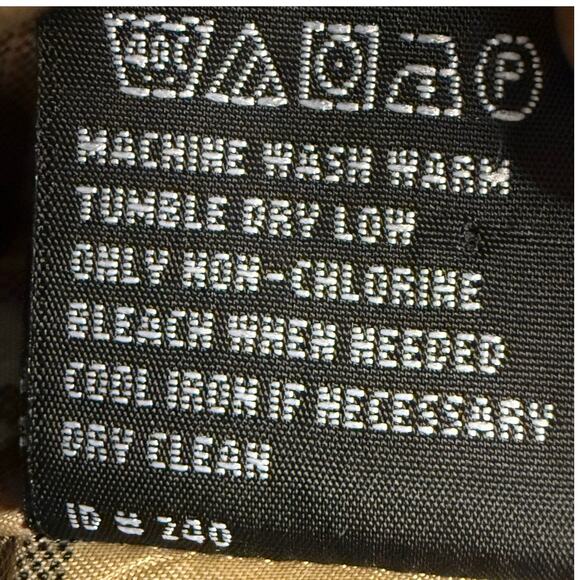 40
P
MACHINE WASH WARM
TUMBLE DRY LOW
ONLY NON-CHLORINE
BLEACH WHEN NEEDED
COOL IRON IF NECESSARY
DRY CLEAN
ID # 240